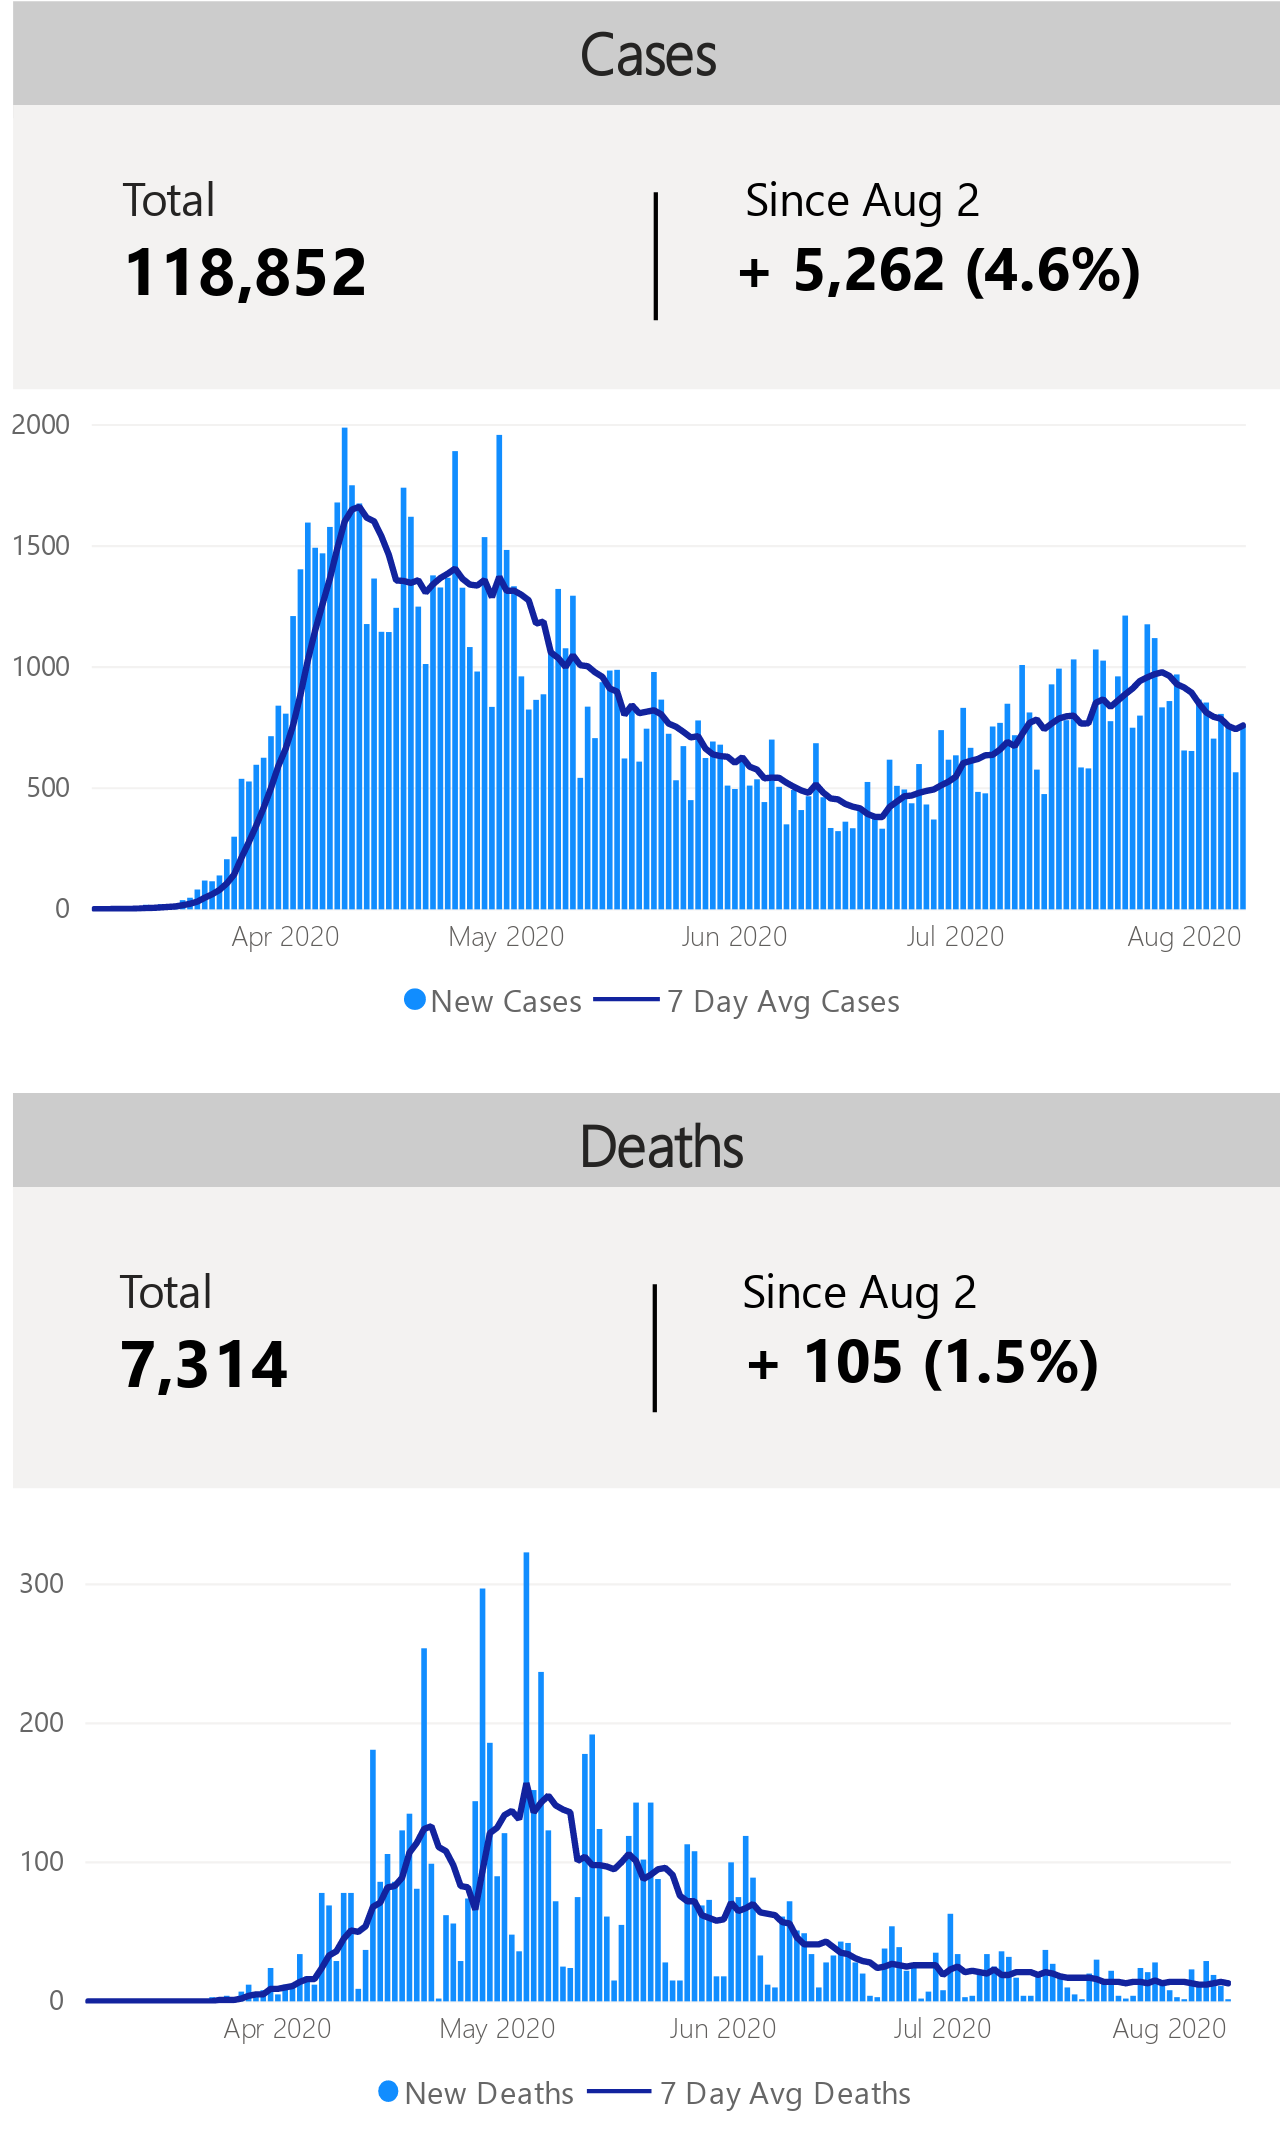 Cases
Total
Since Aug 2
118,852
+ 5,262 (4.6%)
2000
1500
1000
500
0
Apr 2020
May 2020
Jun 2020
Jul 2020
Aug 2020
New Cases
7 Day Avg Cases
Deaths
Total
Since Aug 2
7,314
+ 105 (1.5%)
300
200
100
0
Apr 2020
May 2020
Jun 2020
Jul 2020
Aug 2020
New Deaths
7 Day Avg Deaths